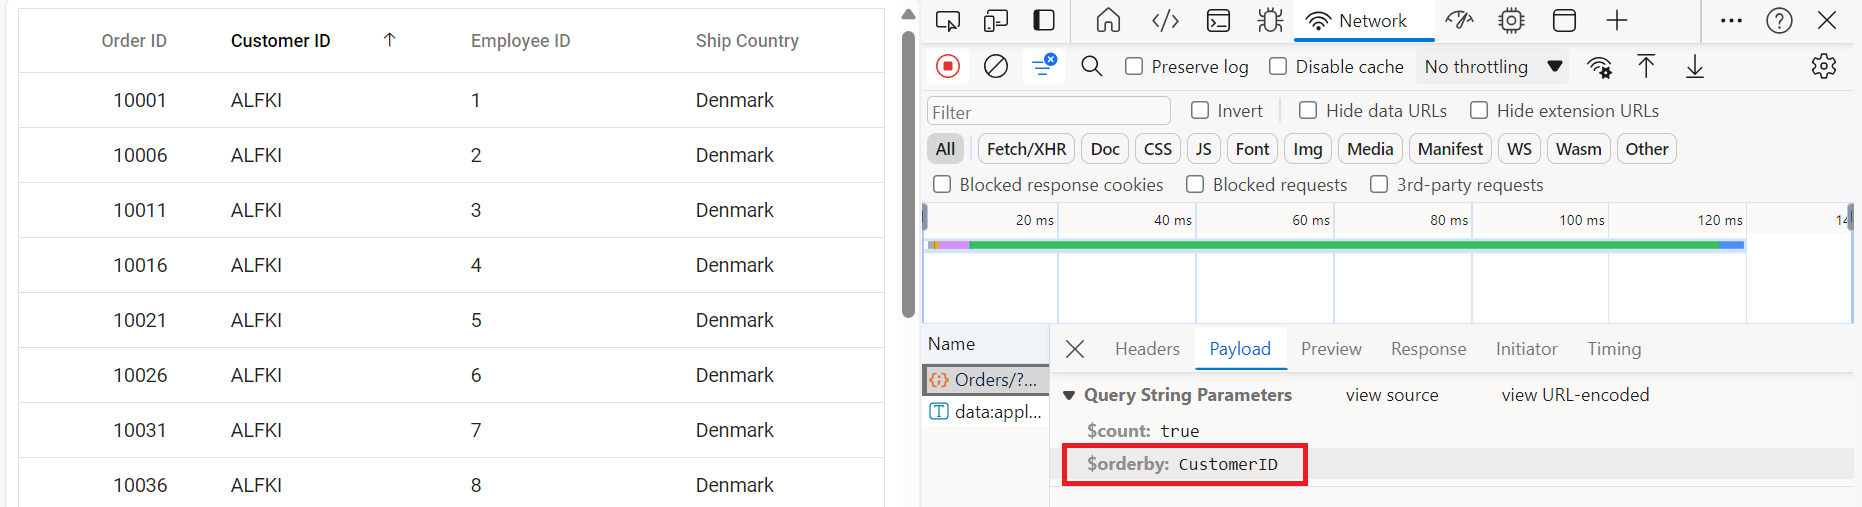 Order ID Customer ID ↑ Employee ID Ship Country
10001 ALFKI 1 Denmark
10006 ALFKI 2 Denmark
10011 ALFKI 3 Denmark
10016 ALFKI 4 Denmark
10021 ALFKI 5 Denmark
10026 ALFKI 6 Denmark
10031 ALFKI 7 Denmark
10036 ALFKI 8 Denmark
Network
Preserve log Disable cache No throttling
Filter Invert Hide data URLs Hide extension URLs
All Fetch/XHR Doc CSS JS Font Img Media Manifest WS Wasm Other
Blocked response cookies Blocked requests 3rd-party requests
20 ms 40 ms 60 ms 80 ms 100 ms 120 ms
Name
Orders/?...
data:appl...
Headers Payload Preview Response Initiator Timing
Query String Parameters view source view URL-encoded
$count: true
$orderby: CustomerID